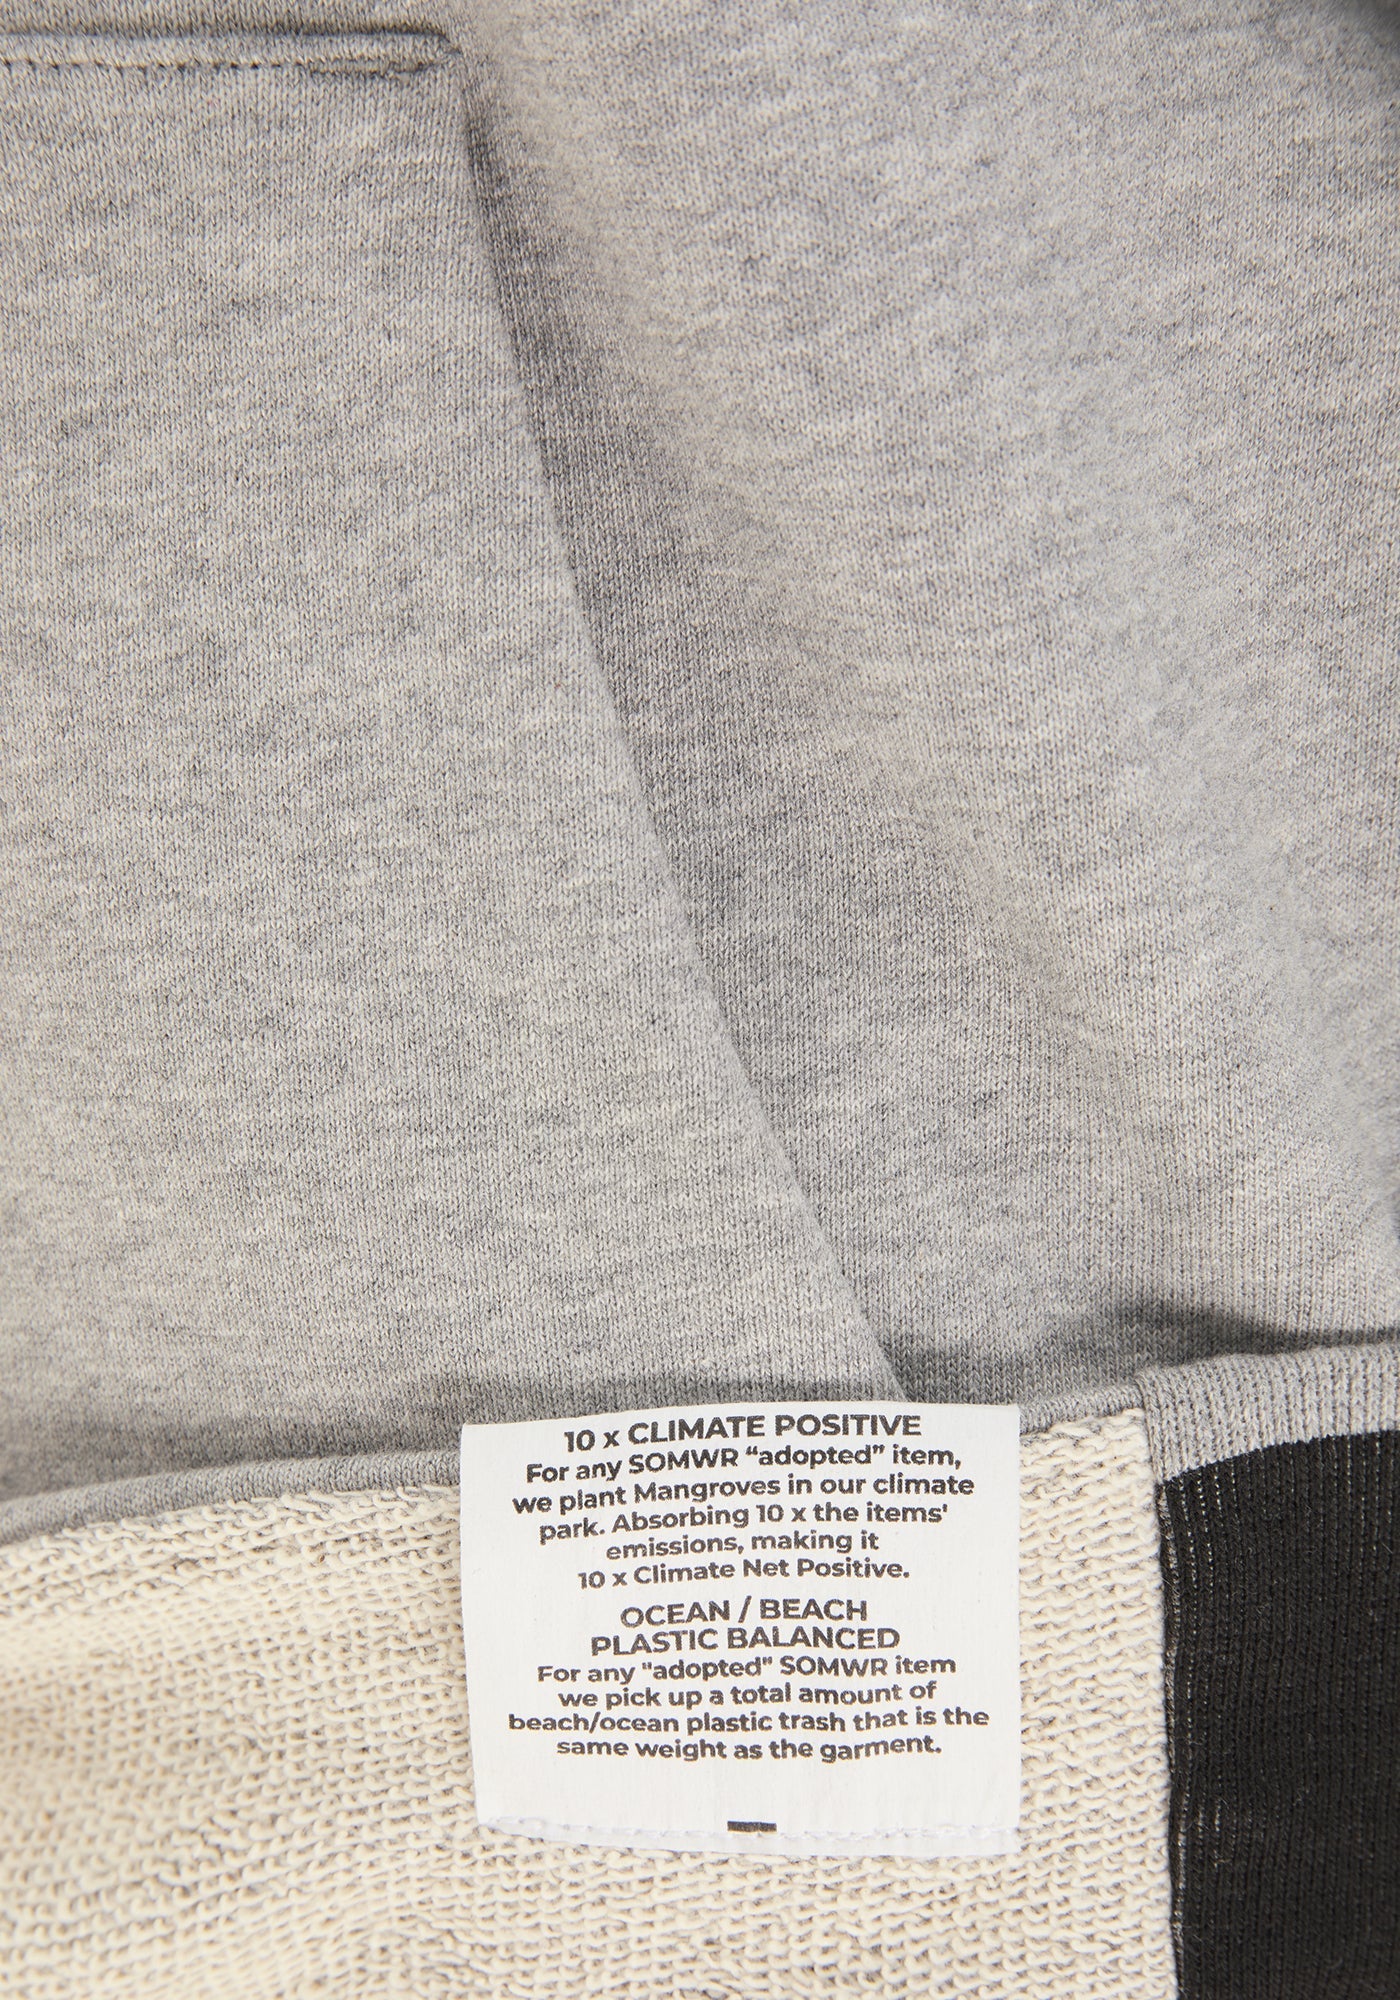 10 x CLIMATE POSITIVE
For any SOMWR “adopted” item,
we plant Mangroves in our climate
park. Absorbing 10 x the items'
emissions, making it
10 x Climate Net Positive.
OCEAN / BEACH
PLASTIC BALANCED
For any "adopted" SOMWR item
we pick up a total amount of
beach/ocean plastic trash that is the
same weight as the garment.